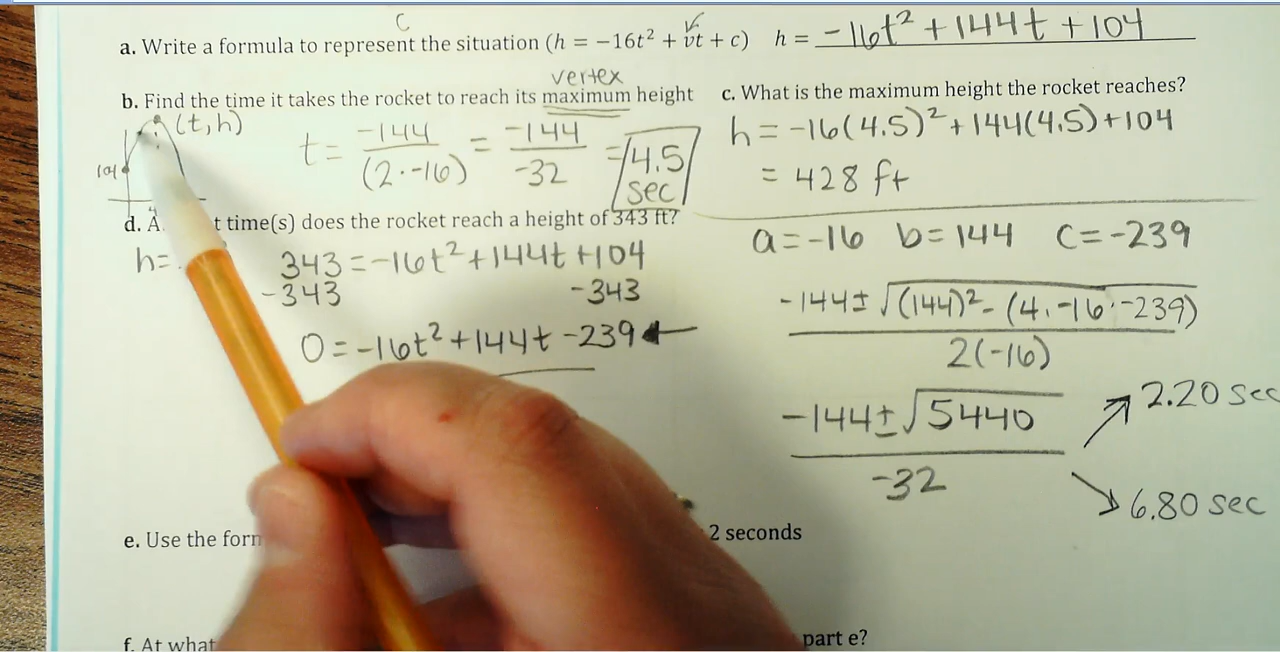 c
a. Write a formula to represent the situation (h = −16t² + vt + c) h = -16t² + 144t + 104
vertex
b. Find the time it takes the rocket to reach its maximum height
(t,h)
104
t = -144/(2·-16) = -144/-32 = 4.5 sec
c. What is the maximum height the rocket reaches?
h = -16(4.5)² + 144(4.5) + 104
= 428 ft
d. A t time(s) does the rocket reach a height of 343 ft?
h=
343 = -16t² + 144t + 104
-343 -343
0 = -16t² + 144t - 239
a = -16 b = 144 c = -239
-144 ± √(144)² - (4·-16·-239)
2(-16)
-144 ± √5440
-32
2.20 sec
6.80 sec
e. Use the form 2 seconds
f. At what part e?